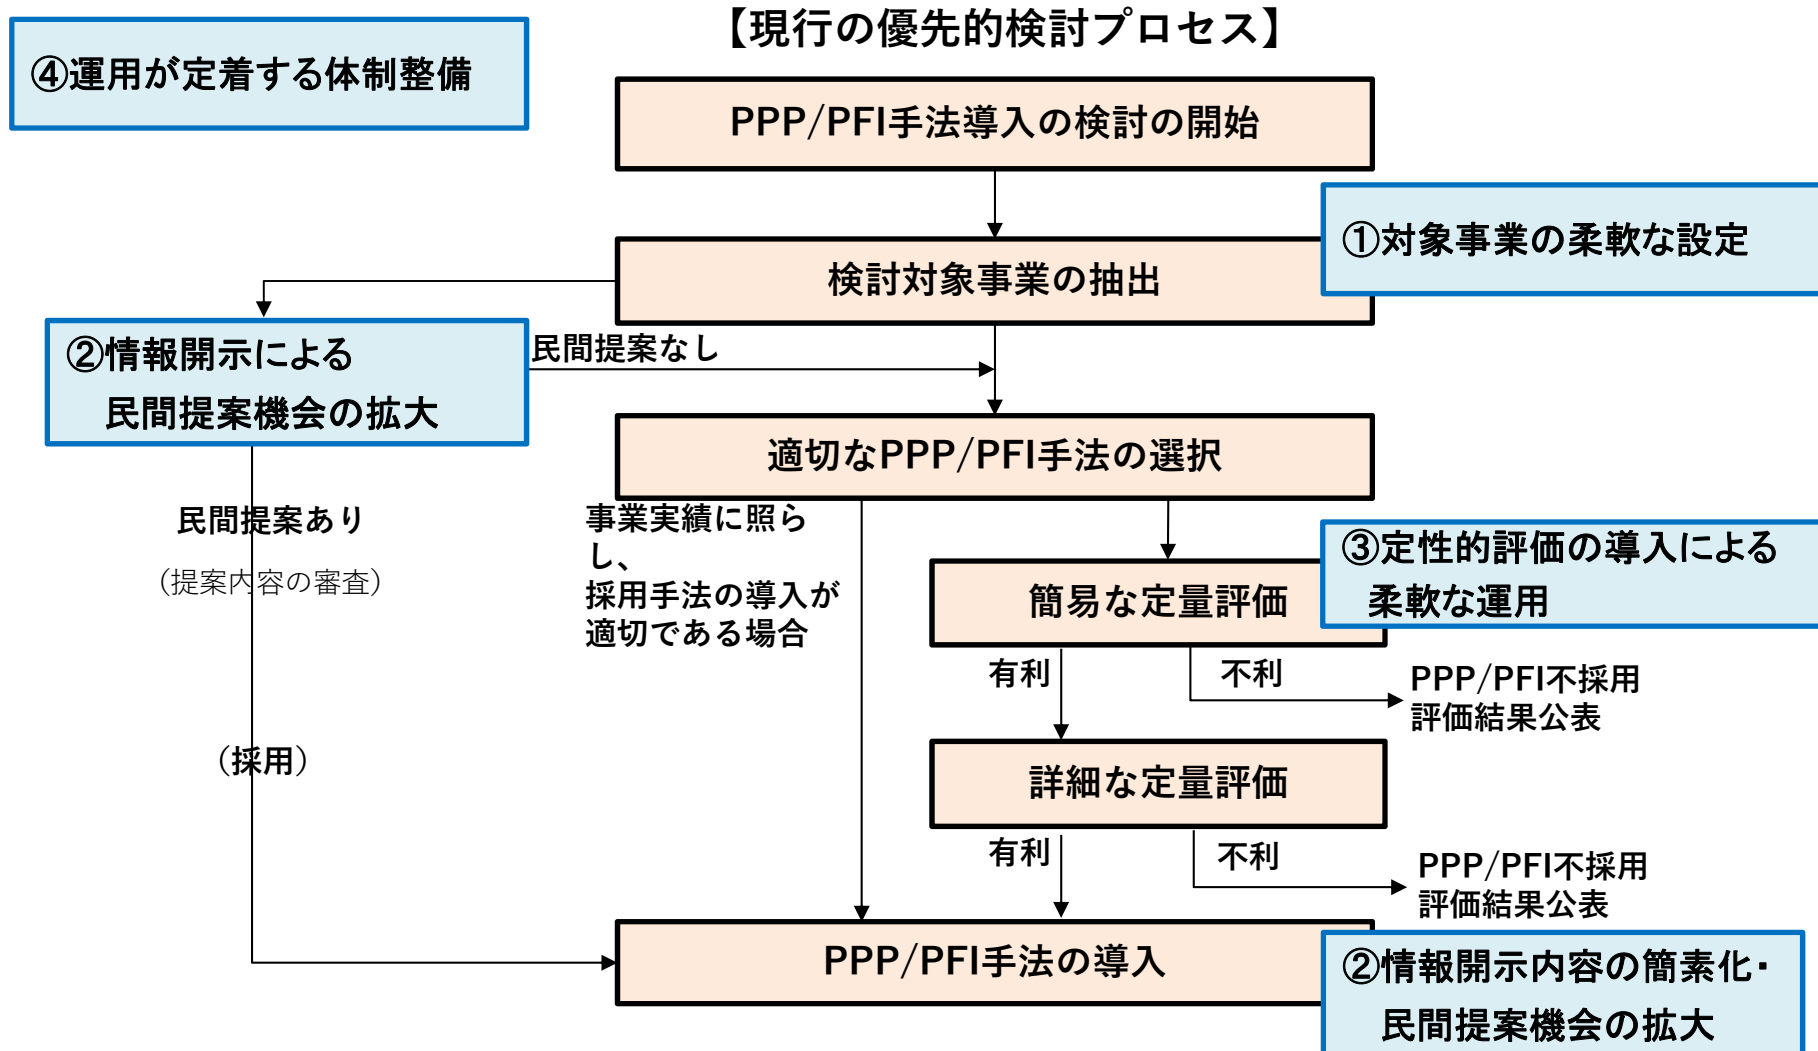 【現行の優先的検討プロセス】
④運用が定着する体制整備
PPP/PFI手法導入の検討の開始
①対象事業の柔軟な設定
検討対象事業の抽出
②情報開示による
民間提案機会の拡大
民間提案なし
適切なPPP/PFI手法の選択
民間提案あり
（提案内容の審査）
事業実績に照ら
し、
採用手法の導入が
適切である場合
③定性的評価の導入による
柔軟な運用
簡易な定量評価
有利
不利
PPP/PFI不採用
評価結果公表
（採用）
詳細な定量評価
有利
不利
PPP/PFI不採用
評価結果公表
PPP/PFI手法の導入
②情報開示内容の簡素化・
民間提案機会の拡大